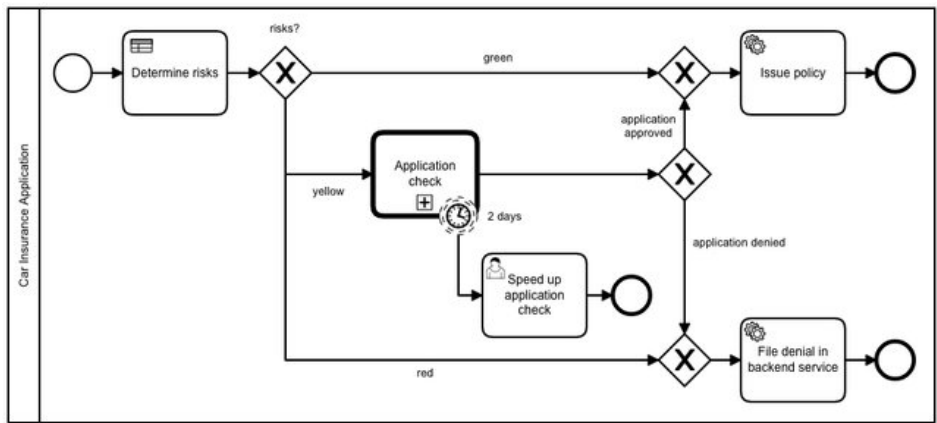 Car Insurance Application
risks?
Determine risks
green
Issue policy
application
approved
Application
check
yellow
2 days
application denied
Speed up
application
check
File denial in
backend service
red